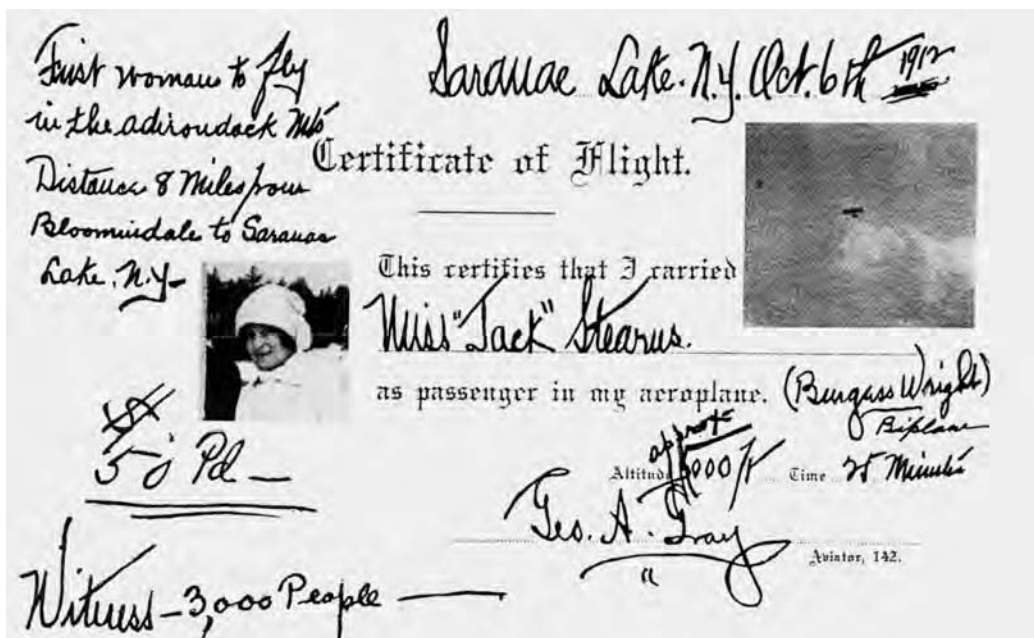 First woman to fly
in the adirondack Mts
Distance 8 Miles from
Bloomindale to Saranac
Lake. N.Y.
Saranac Lake. N.Y. Oct. 6th 1912
Certificate of Flight.
This certifies that I carried
Miss "Jack" Stearns.
as passenger in my aeroplane. (Burgess Wright)
Biplane
approx
Altitude 5000 ft Time 25 Minutes
Geo. A. Gray
Aviator, 142.
$
50 Pd —
Witness — 3,000 People —